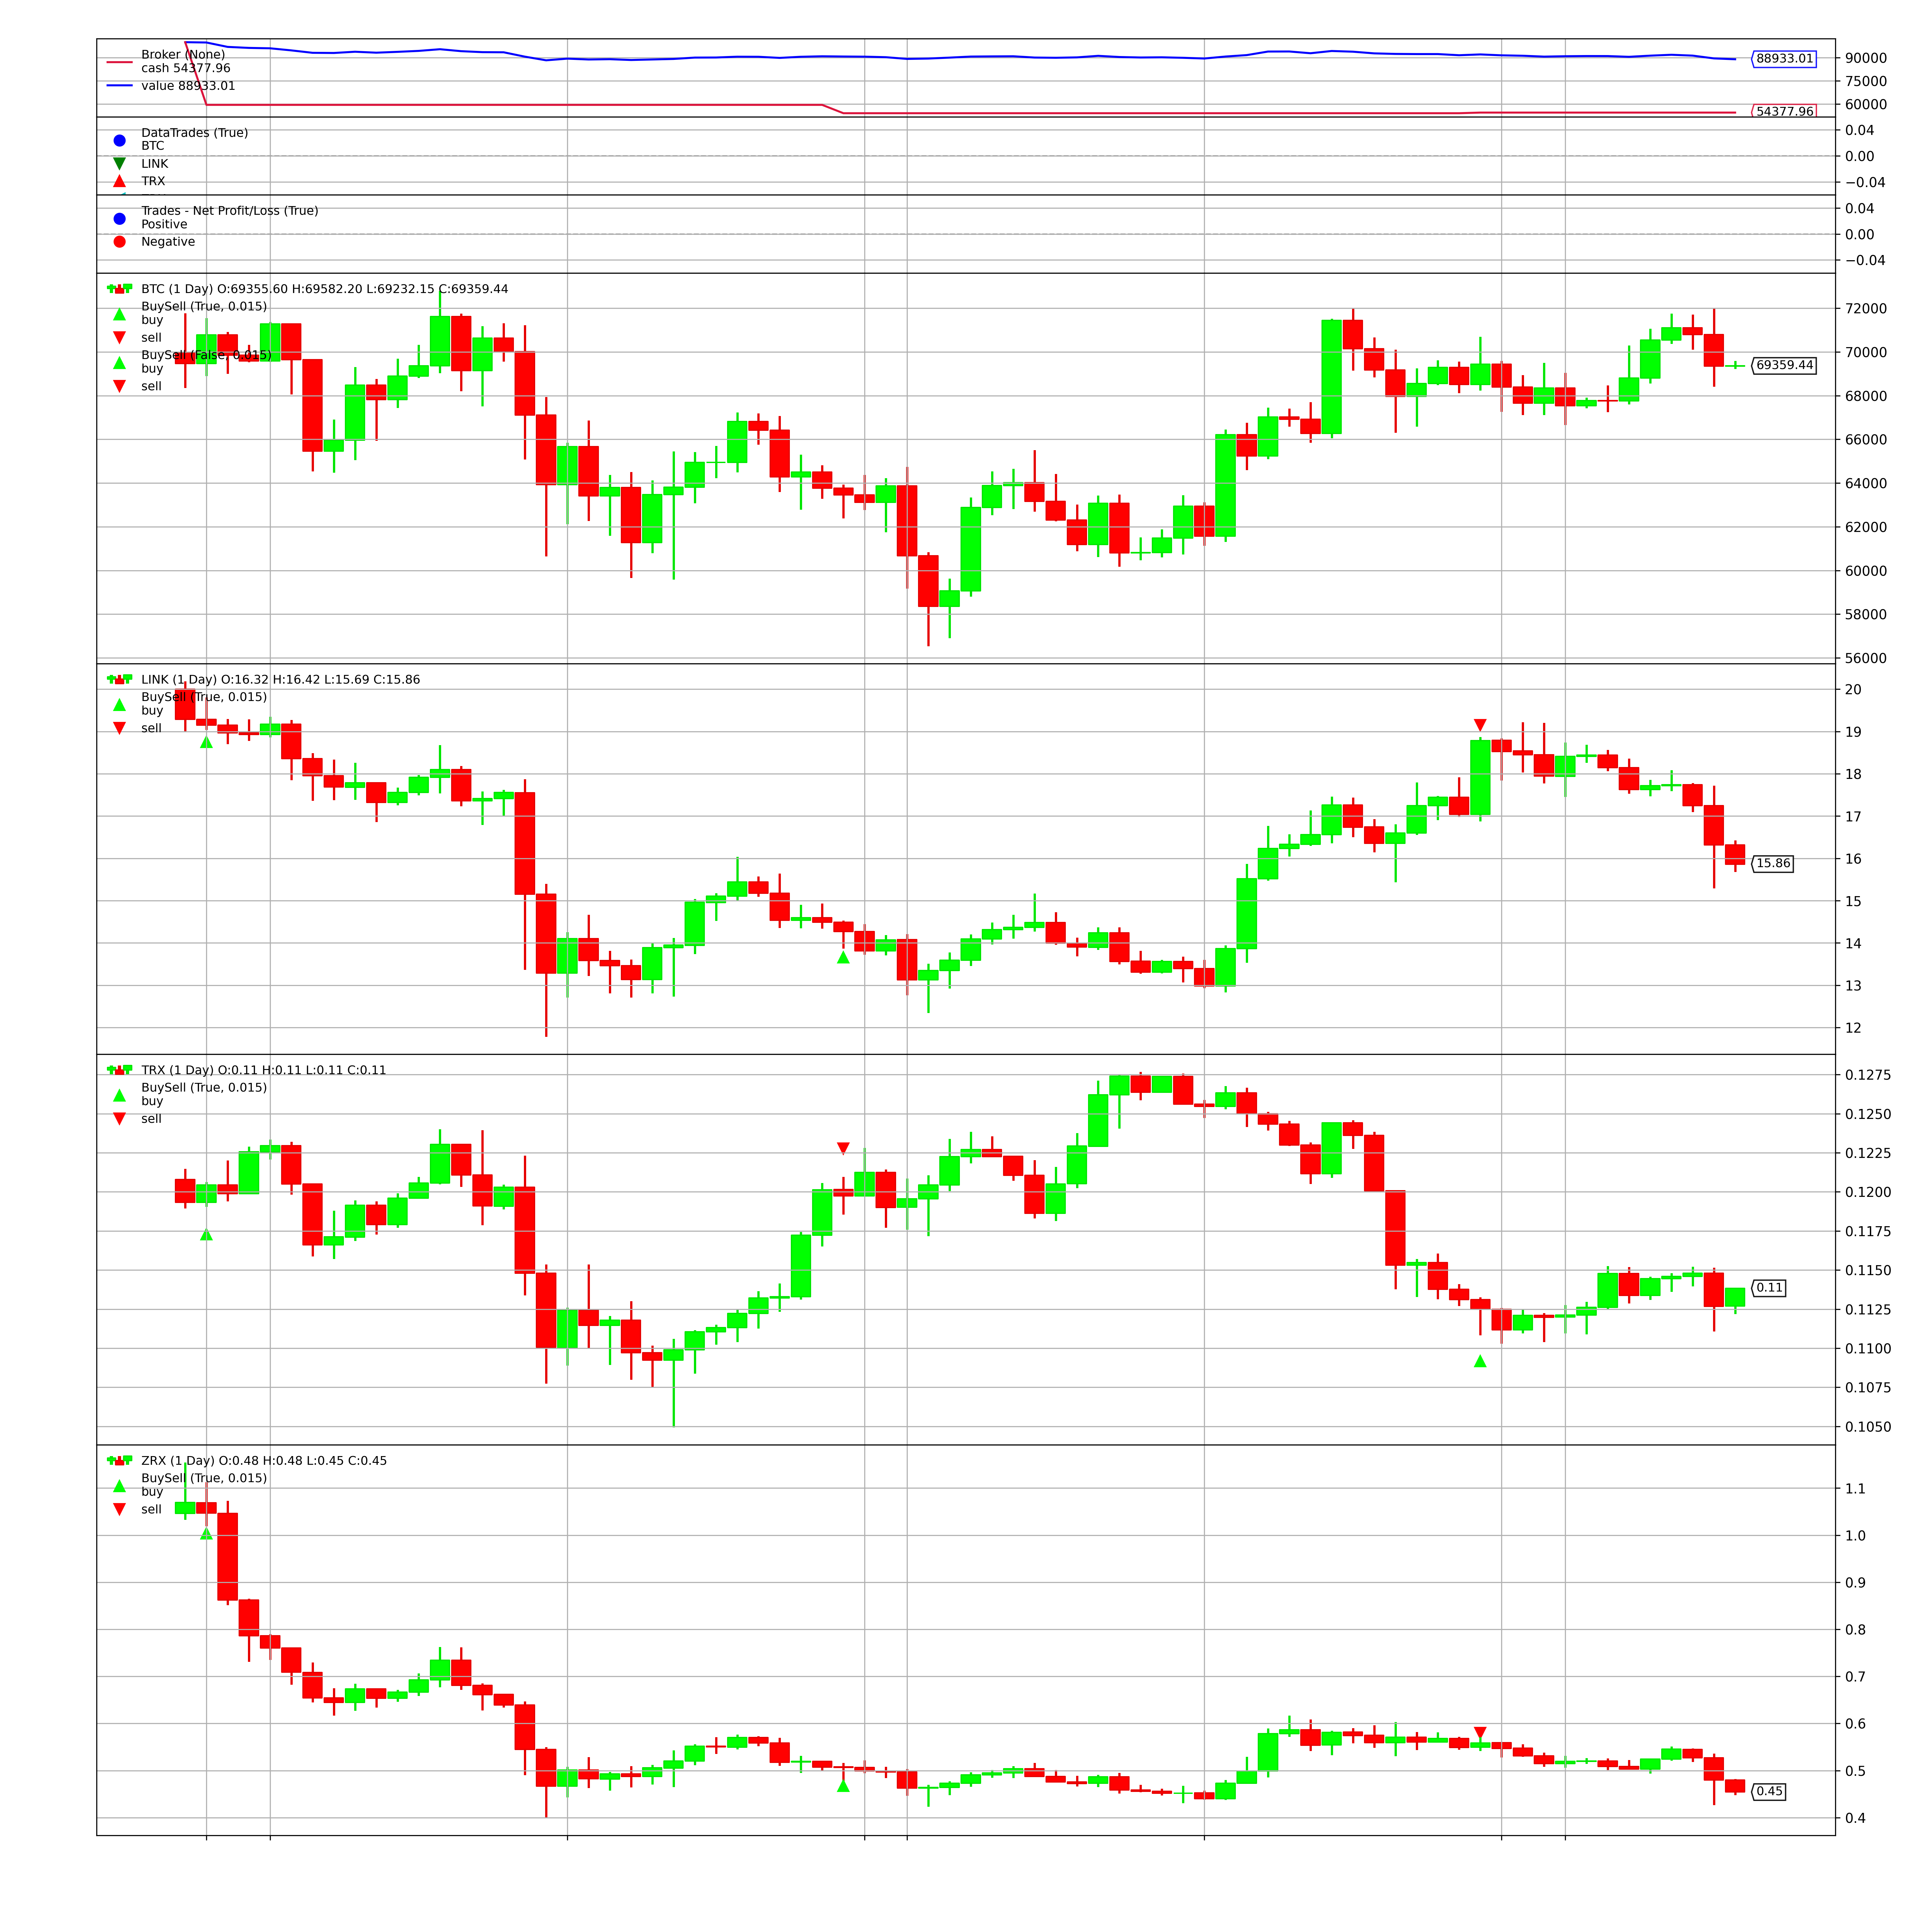 Broker (None)
cash 54377.96
value 88933.01
88933.01
54377.96
90000
75000
60000
DataTrades (True)
BTC
LINK
TRX
0.04
0.00
−0.04
Trades - Net Profit/Loss (True)
Positive
Negative
0.04
0.00
−0.04
BTC (1 Day) O:69355.60 H:69582.20 L:69232.15 C:69359.44
BuySell (True, 0.015)
buy
sell
BuySell (False, 0.015)
buy
sell
69359.44
72000
70000
68000
66000
64000
62000
60000
58000
56000
LINK (1 Day) O:16.32 H:16.42 L:15.69 C:15.86
BuySell (True, 0.015)
buy
sell
15.86
20
19
18
17
16
15
14
13
12
TRX (1 Day) O:0.11 H:0.11 L:0.11 C:0.11
BuySell (True, 0.015)
buy
sell
0.11
0.1275
0.1250
0.1225
0.1200
0.1175
0.1150
0.1125
0.1100
0.1075
0.1050
ZRX (1 Day) O:0.48 H:0.48 L:0.45 C:0.45
BuySell (True, 0.015)
buy
sell
0.45
1.1
1.0
0.9
0.8
0.7
0.6
0.5
0.4